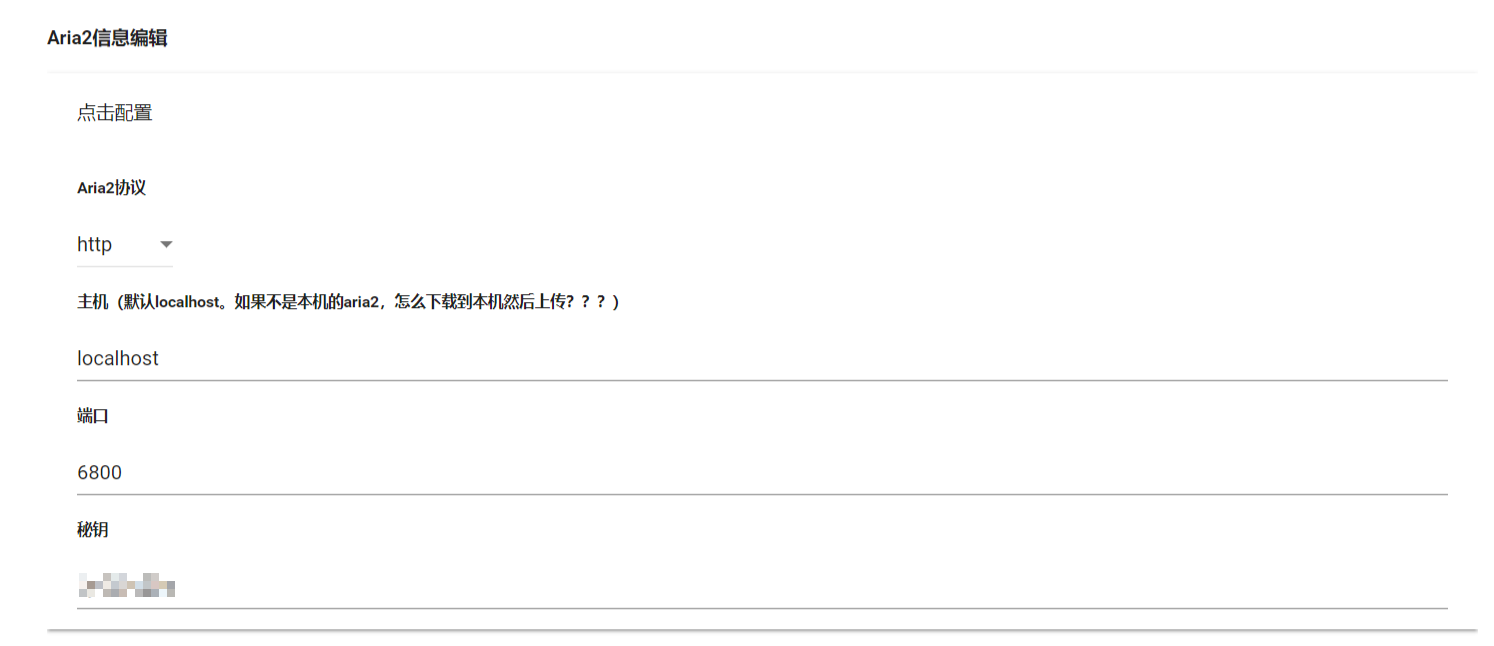 Aria2信息编辑
点击配置
Aria2协议
http
主机（默认localhost。如果不是本机的aria2，怎么下载到本机然后上传？？？）
localhost
端口
6800
秘钥